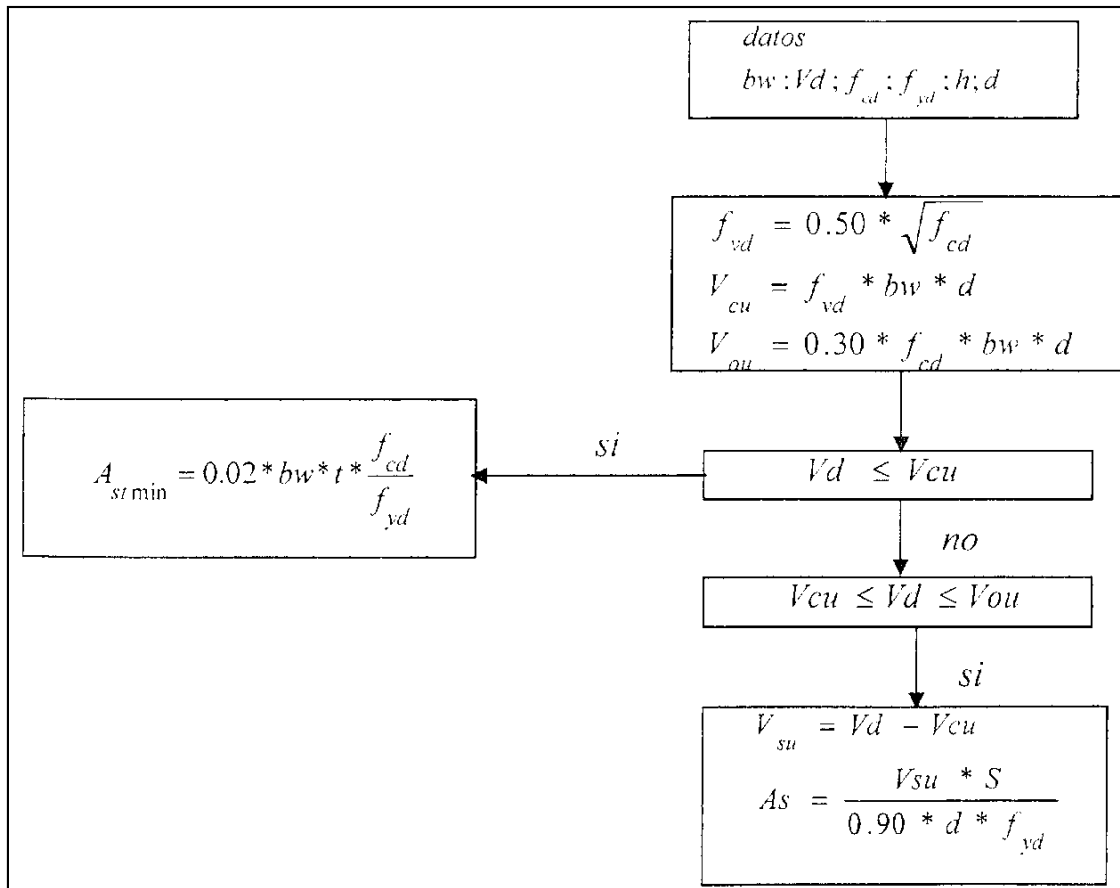 datos
bw ; Vd ; f_cd ; f_yd ; h ; d
f_vd = 0.50 * √f_cd
V_cu = f_vd * bw * d
V_ou = 0.30 * f_cd * bw * d
si
A_st min = 0.02 * bw * t * f_cd / f_yd
Vd ≤ Vcu
no
Vcu ≤ Vd ≤ Vou
si
V_su = Vd − Vcu
As = Vsu * S / 0.90 * d * f_yd